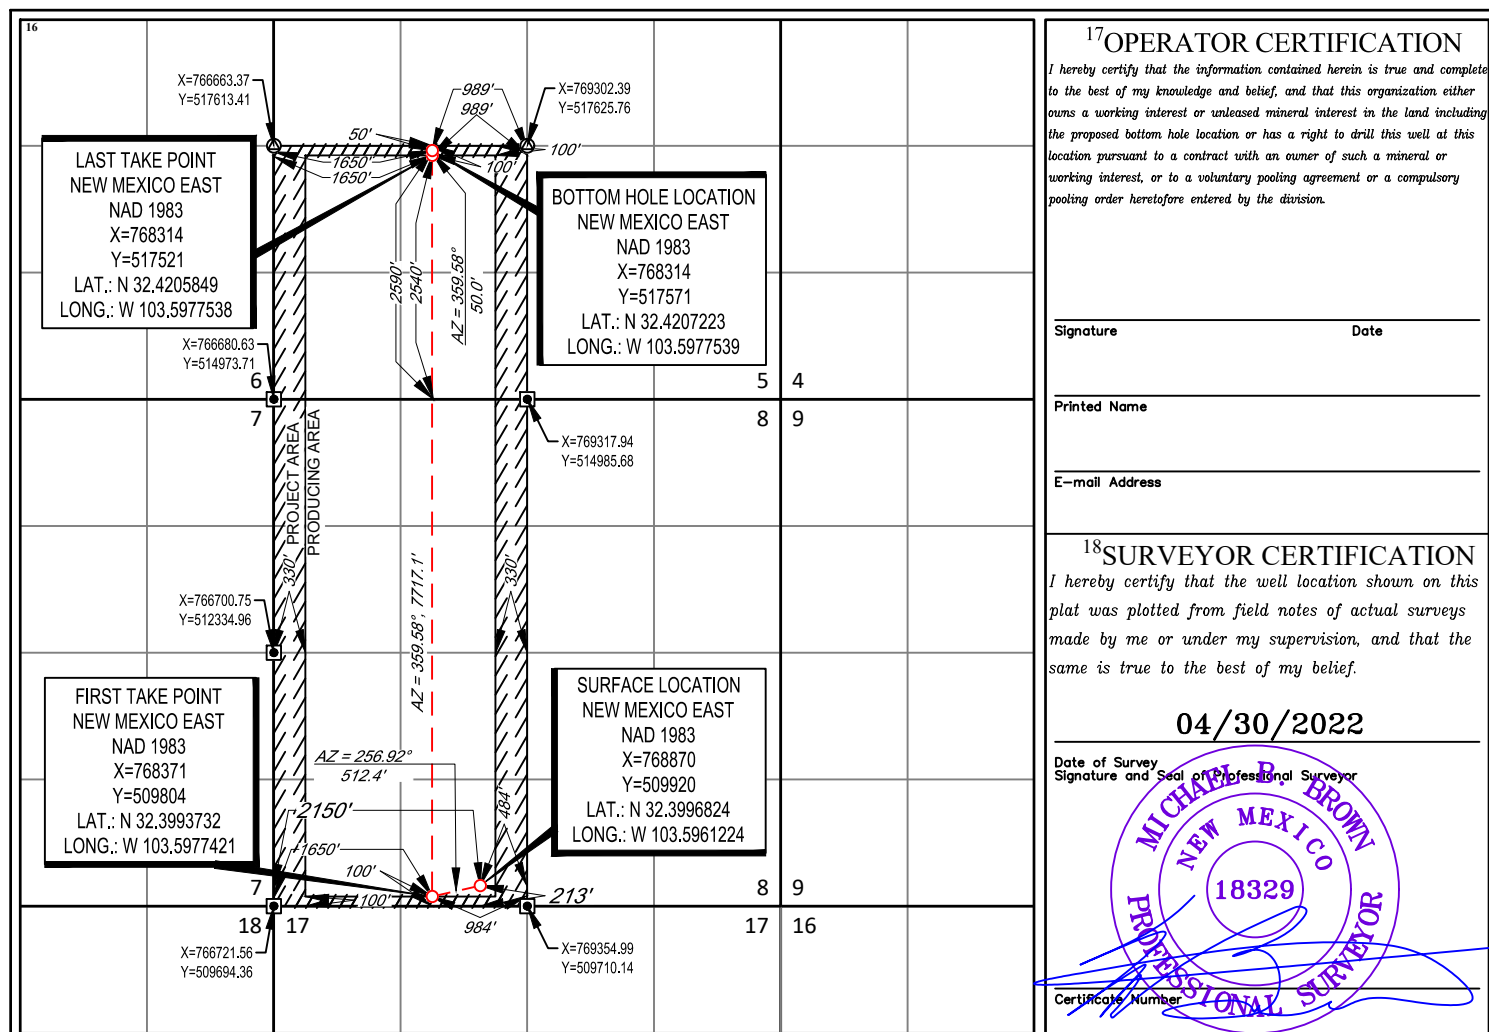 16
X=766663.37
Y=517613.41
989'
989'
X=769302.39
Y=517625.76
50'
1650'
1650'
100'
100'
LAST TAKE POINT
NEW MEXICO EAST
NAD 1983
X=768314
Y=517521
LAT.: N 32.4205849
LONG.: W 103.5977538
BOTTOM HOLE LOCATION
NEW MEXICO EAST
NAD 1983
X=768314
Y=517571
LAT.: N 32.4207223
LONG.: W 103.5977539
2590'
2540'
AZ = 359.58°
50.0'
X=766680.63
Y=514973.71
6
5 4
7
8 9
X=769317.94
Y=514985.68
PROJECT AREA
PRODUCING AREA
330'
330'
AZ = 359.58°, 7717.1'
X=766700.75
Y=512334.96
FIRST TAKE POINT
NEW MEXICO EAST
NAD 1983
X=768371
Y=509804
LAT.: N 32.3993732
LONG.: W 103.5977421
SURFACE LOCATION
NEW MEXICO EAST
NAD 1983
X=768870
Y=509920
LAT.: N 32.3996824
LONG.: W 103.5961224
AZ = 256.92°
512.4'
2150'
484'
1650'
100'
100'
213'
984'
7
8 9
18 17
17 16
X=766721.56
Y=509694.36
X=769354.99
Y=509710.14
17 OPERATOR CERTIFICATION
I hereby certify that the information contained herein is true and complete
to the best of my knowledge and belief, and that this organization either
owns a working interest or unleased mineral interest in the land including
the proposed bottom hole location or has a right to drill this well at this
location pursuant to a contract with an owner of such a mineral or
working interest, or to a voluntary pooling agreement or a compulsory
pooling order heretofore entered by the division.
Signature Date
Printed Name
E-mail Address
18 SURVEYOR CERTIFICATION
I hereby certify that the well location shown on this
plat was plotted from field notes of actual surveys
made by me or under my supervision, and that the
same is true to the best of my belief.
04/30/2022
Date of Survey
Signature and Seal of Professional Surveyor
MICHAEL B. BROWN
NEW MEXICO
18329
PROFESSIONAL SURVEYOR
Certificate Number